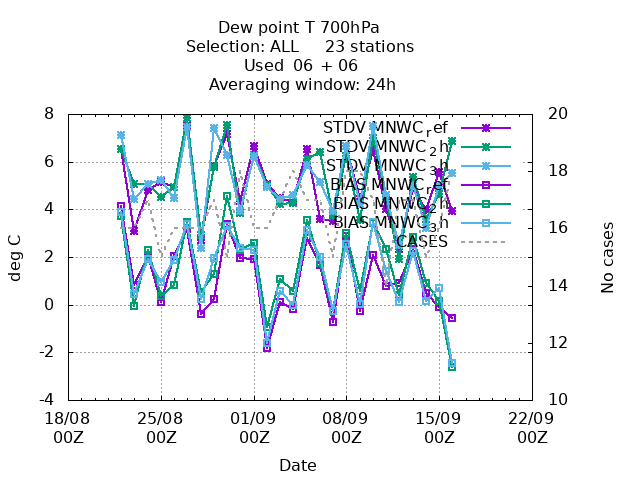 Dew point T 700hPa
Selection: ALL 23 stations
Used 06 + 06
Averaging window: 24h
8
6
4
2
0
-2
-4
20
18
16
14
12
10
deg C
No cases
STDV MNWC_ref
STDV MNWC_2h
STDV MNWC_3h
BIAS MNWC_ref
BIAS MNWC_2h
BIAS MNWC_3h
CASES
18/08 25/08 01/09 08/09 15/09 22/09
00Z 00Z 00Z 00Z 00Z 00Z
Date